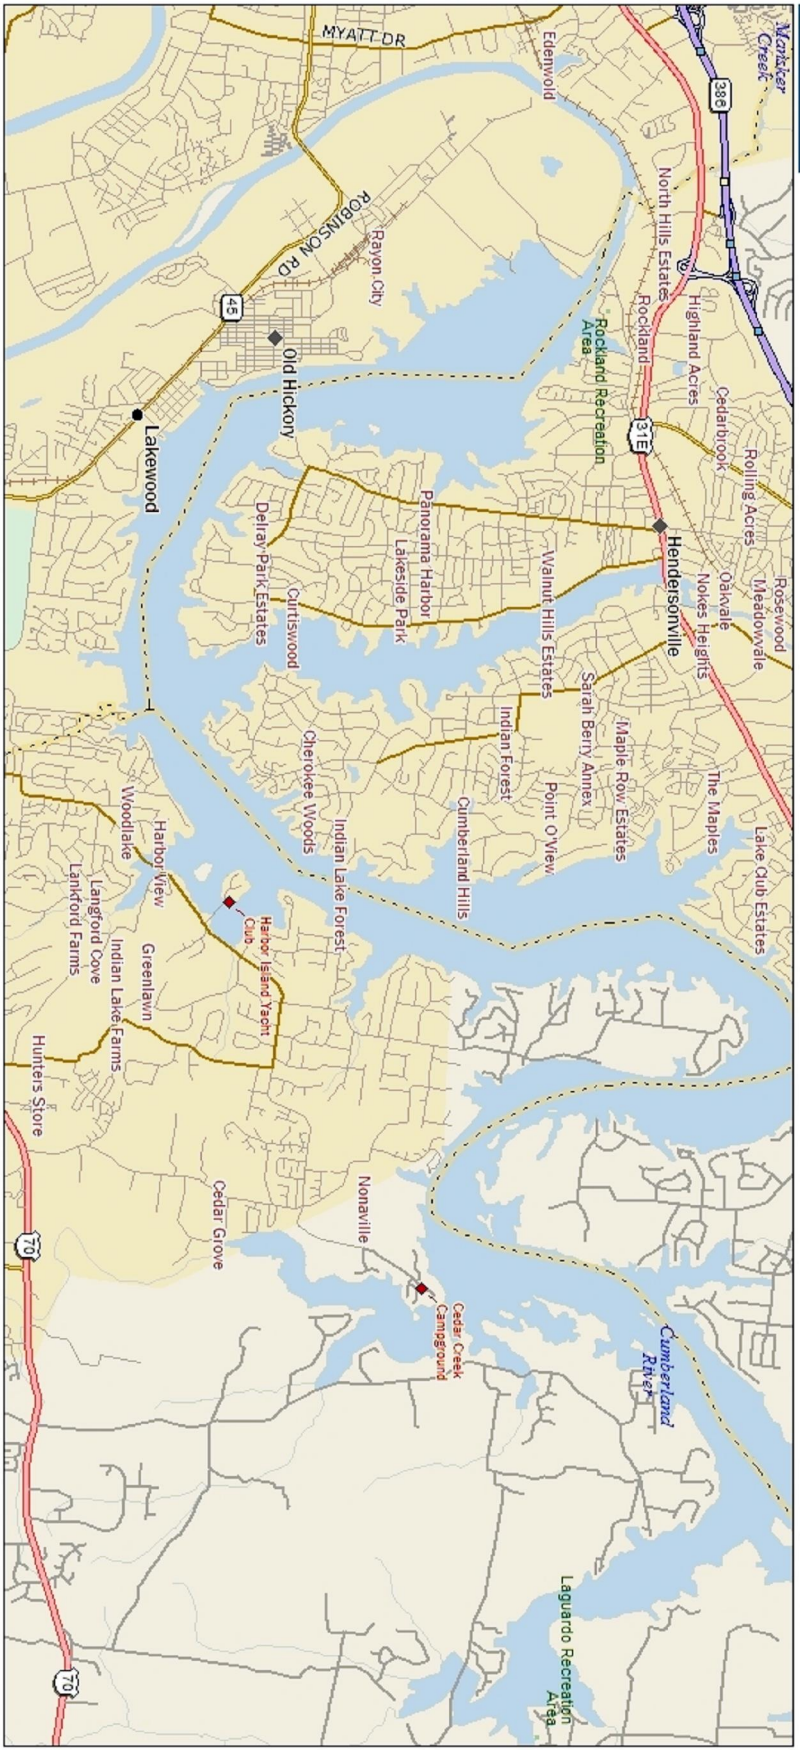 Mansker
Creek
386
MYATT DR
Edenwold
North Hills Estates
ROBINSON RD
Rayon City
Highland Acres
Rockland
Rockland Recreation
Area
45
Old Hickory
Cedarbrook
31E
Rolling Acres
Lakewood
Hendersonville
Rosewood
Meadowvale
Oakvale
Nokes Heights
Panorama Harbor
Lakeside Park
Delray Park Estates
Curtiswood
Walnut Hills Estates
Sarah Berry Annex
Indian Forest
Maple Row Estates
Point O'View
Cherokee Woods
The Maples
Lake Club Estates
Cumberland Hills
Indian Lake Forest
Woodlake
Harbor View
Harbor Island Yacht
Club
Langford Cove
Lankford Farms
Greenlawn
Indian Lake Farms
Hunters Store
Nonaville
Cedar Grove
70
Cedar Creek
Campground
Cumberland
River
Laguardo Recreation
Area
70